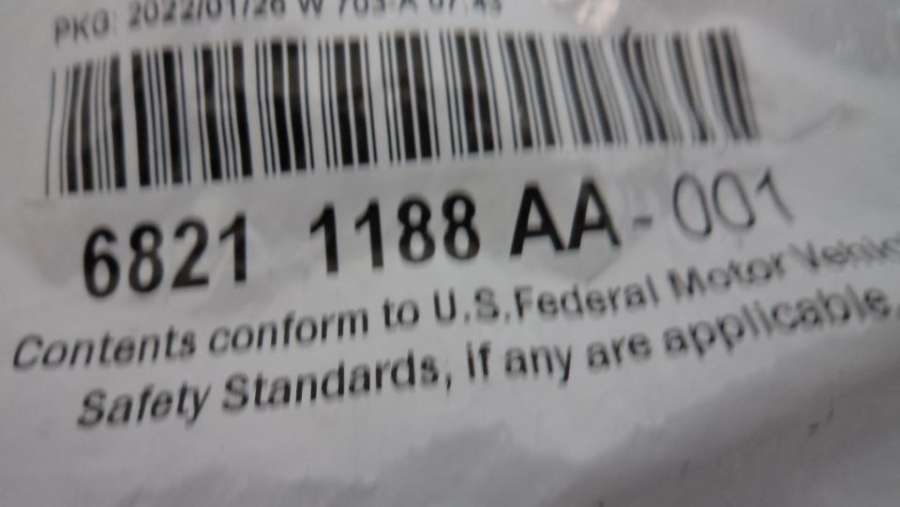 PKG: 2022/01/26 W 703-A 07:43
6821 1188 AA-001
Contents conform to U.S.Federal Motor Vehic
Safety Standards, if any are applicable.